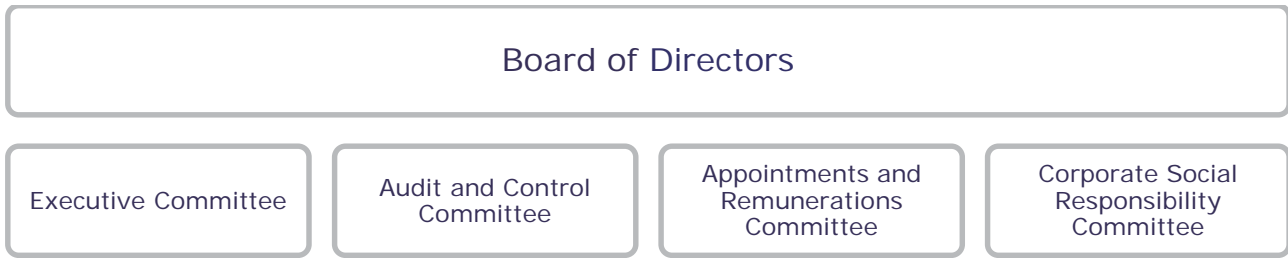 Board of Directors
Executive Committee
Audit and Control
Committee
Appointments and
Remunerations
Committee
Corporate Social
Responsibility
Committee